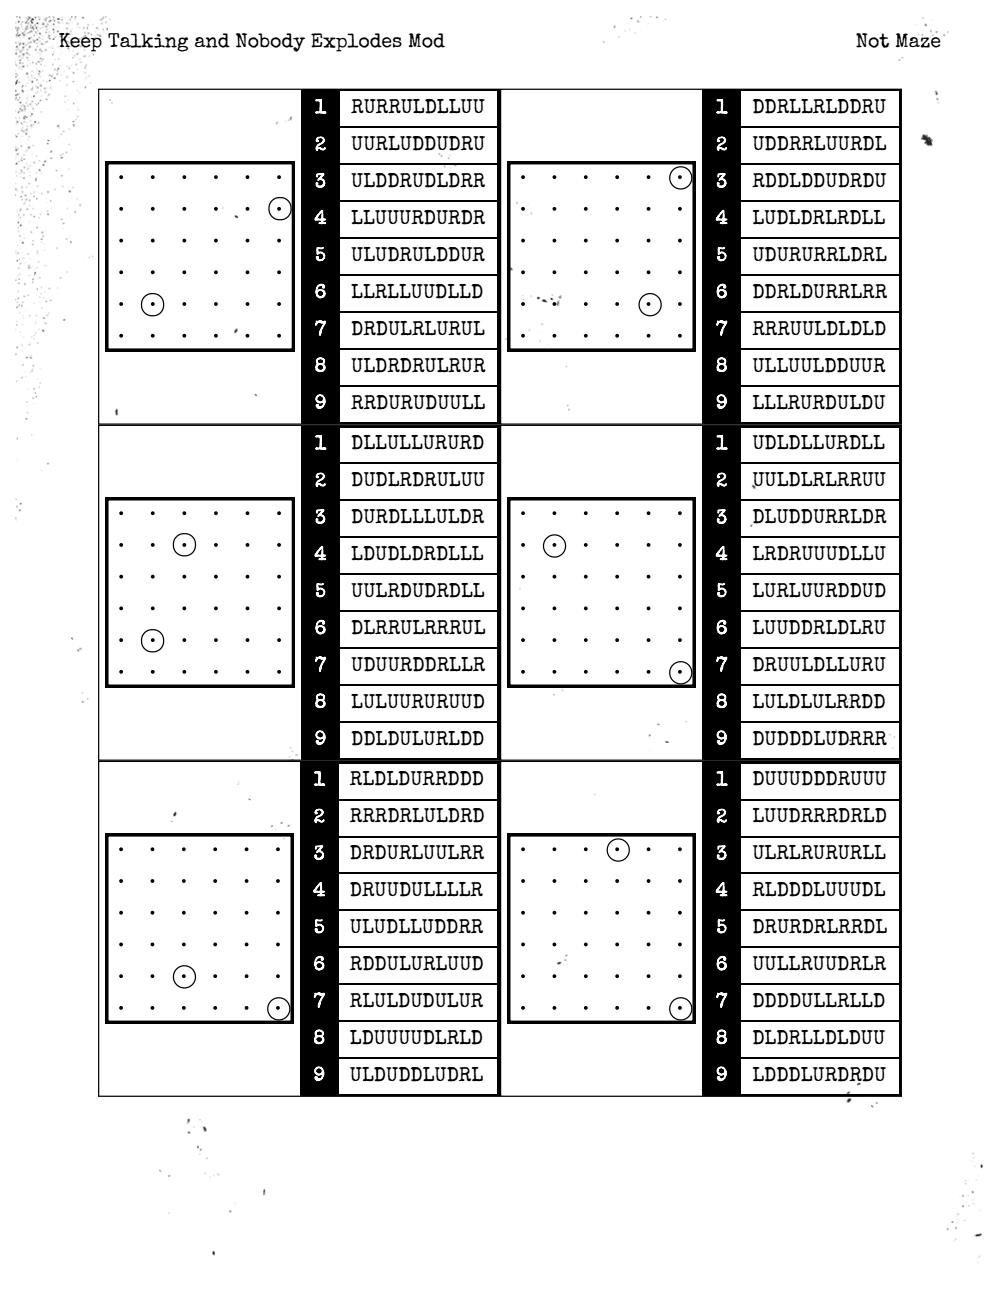 Keep Talking and Nobody Explodes Mod
Not Maze
1 RURRULDLLUU
2 UURLUDDUDRU
3 ULDDRUDLDRR
4 LLUUURDURDR
5 ULUDRULDDUR
6 LLRLLUUDLLD
7 DRDULRLURUL
8 ULDRDRULRUR
9 RRDURUDUULL
1 DDRLLRLDDRU
2 UDDRRLUURDL
3 RDDLDDUDRDU
4 LUDLDRLRDLL
5 UDURURRLDRL
6 DDRLDURRLRR
7 RRRUULDLDLD
8 ULLUULDDUUR
9 LLLRURDULDU
1 DLLULLURURD
2 DUDLRDRULUU
3 DURDLLLULDR
4 LDUDLDRDLLL
5 UULRDUDRDLL
6 DLRRULRRRUL
7 UDUURDDRLLR
8 LULUURURUUD
9 DDLDULURLDD
1 UDLDLLURDLL
2 UULDLRLRRUU
3 DLUDDURRLDR
4 LRDRUUUDLLU
5 LURLUURDDUD
6 LUUDDRLDLRU
7 DRUULDLLURU
8 LULDLULRRDD
9 DUDDDLUDRRR
1 RLDLDURRDDD
2 RRRDRLULDRD
3 DRDURLUULRR
4 DRUUDULLLLR
5 ULUDLLUDDRR
6 RDDULURLUUD
7 RLULDUDULUR
8 LDUUUUDLRLD
9 ULDUDDLUDRL
1 DUUUDDDRUUU
2 LUUDRRRDRLD
3 ULRLRURURLL
4 RLDDDLUUUDL
5 DRURDRLRRDL
6 UULLRUUDRLR
7 DDDDULLRLLD
8 DLDRLLDLDUU
9 LDDDLURDRDU